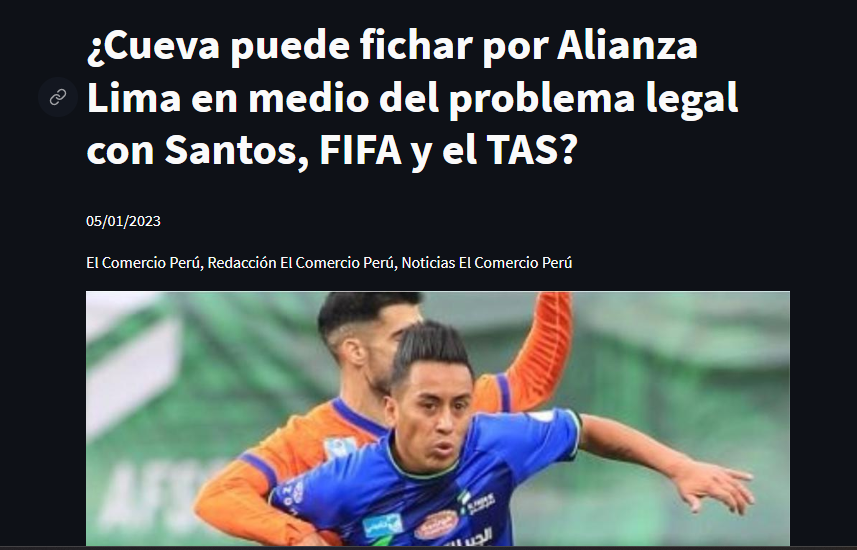 ¿Cueva puede fichar por Alianza
Lima en medio del problema legal
con Santos, FIFA y el TAS?
05/01/2023
El Comercio Perú, Redacción El Comercio Perú, Noticias El Comercio Perú
AFS